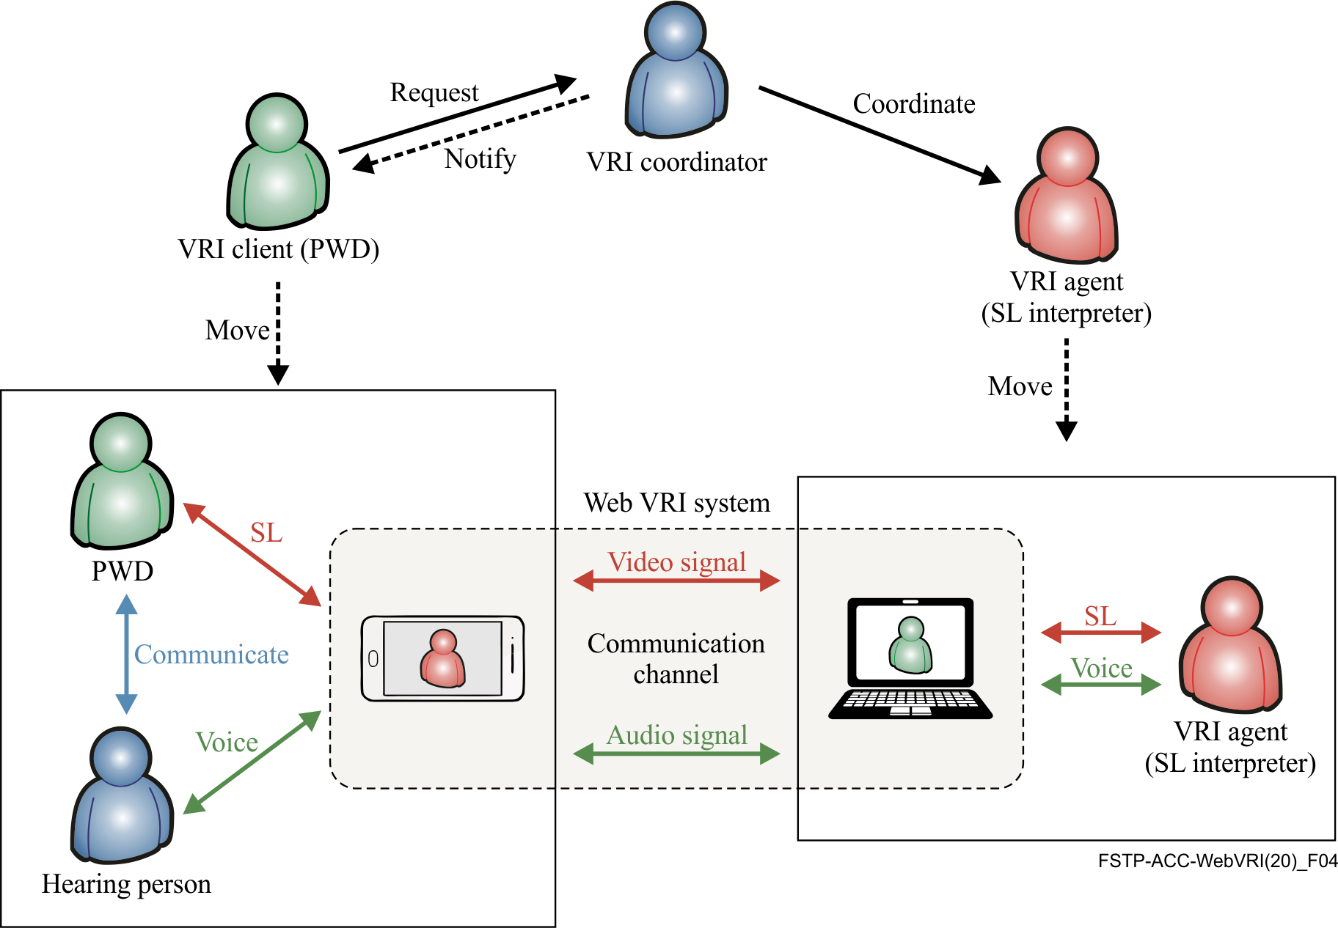 Request
Notify
VRI coordinator
Coordinate
VRI client (PWD)
VRI agent
(SL interpreter)
Move
Move
Web VRI system
SL
PWD
Video signal
Communicate
Communication
channel
SL
Voice
Voice
Audio signal
VRI agent
(SL interpreter)
Hearing person
FSTP-ACC-WebVRI(20)_F04